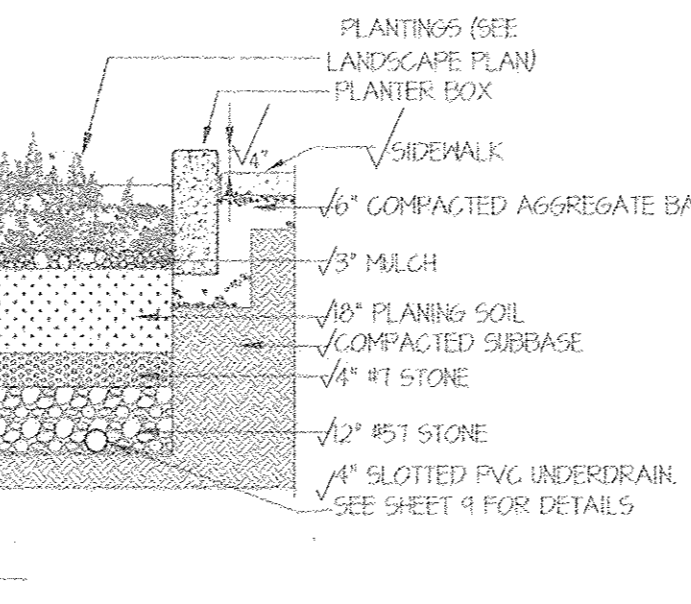 PLANTINGS (SEE
LANDSCAPE PLAN)
PLANTER BOX
4"
SIDEWALK
6" COMPACTED AGGREGATE BA
3" MULCH
18" PLANING SOIL
COMPACTED SUBBASE
4" #7 STONE
12" #57 STONE
4" SLOTTED PVC UNDERDRAIN.
SEE SHEET 9 FOR DETAILS